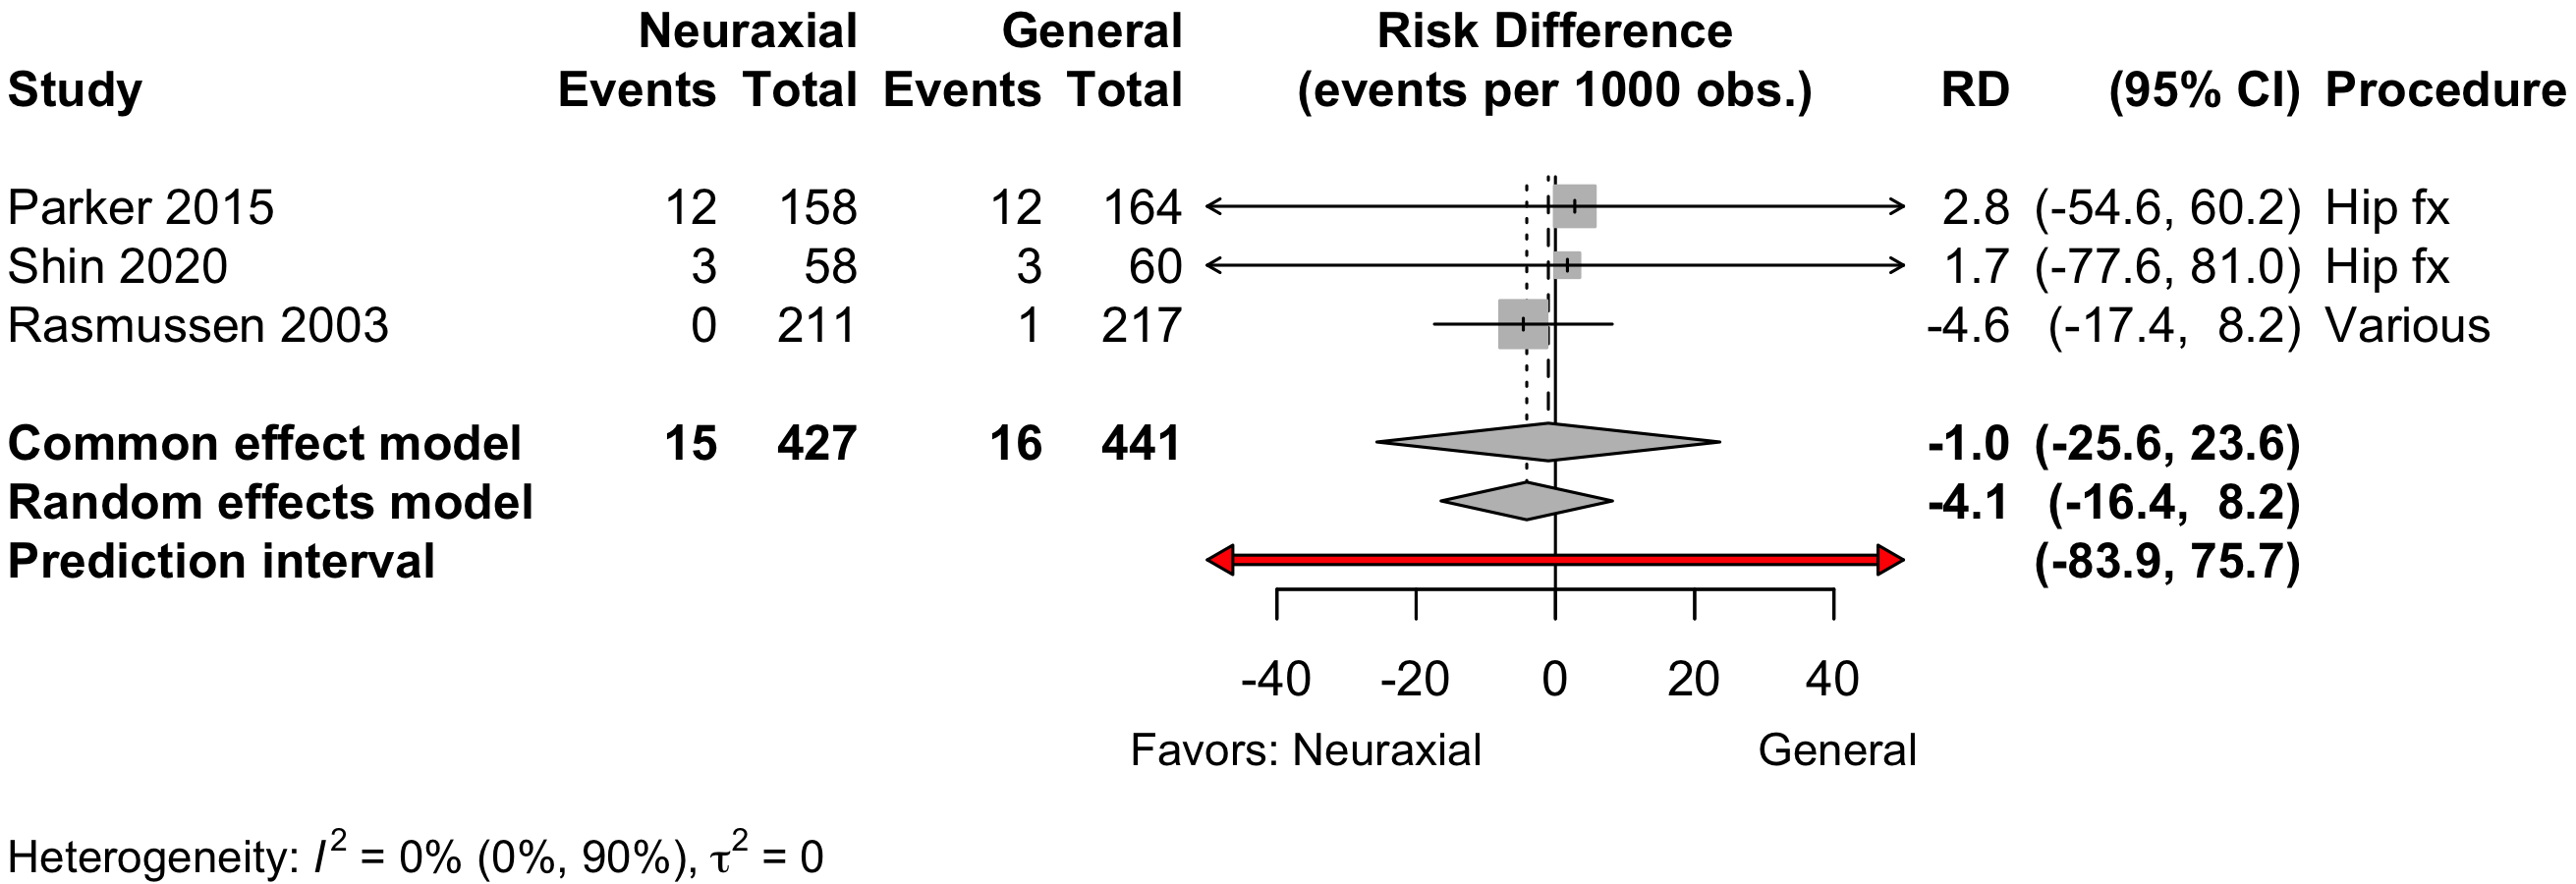 Neuraxial General Risk Difference
Study Events Total Events Total (events per 1000 obs.) RD (95% CI) Procedure
Parker 2015 12 158 12 164 2.8 (-54.6, 60.2) Hip fx
Shin 2020 3 58 3 60 1.7 (-77.6, 81.0) Hip fx
Rasmussen 2003 0 211 1 217 -4.6 (-17.4, 8.2) Various
Common effect model 15 427 16 441 -1.0 (-25.6, 23.6)
Random effects model -4.1 (-16.4, 8.2)
Prediction interval (-83.9, 75.7)
-40 -20 0 20 40
Favors: Neuraxial General
Heterogeneity: I² = 0% (0%, 90%), τ² = 0